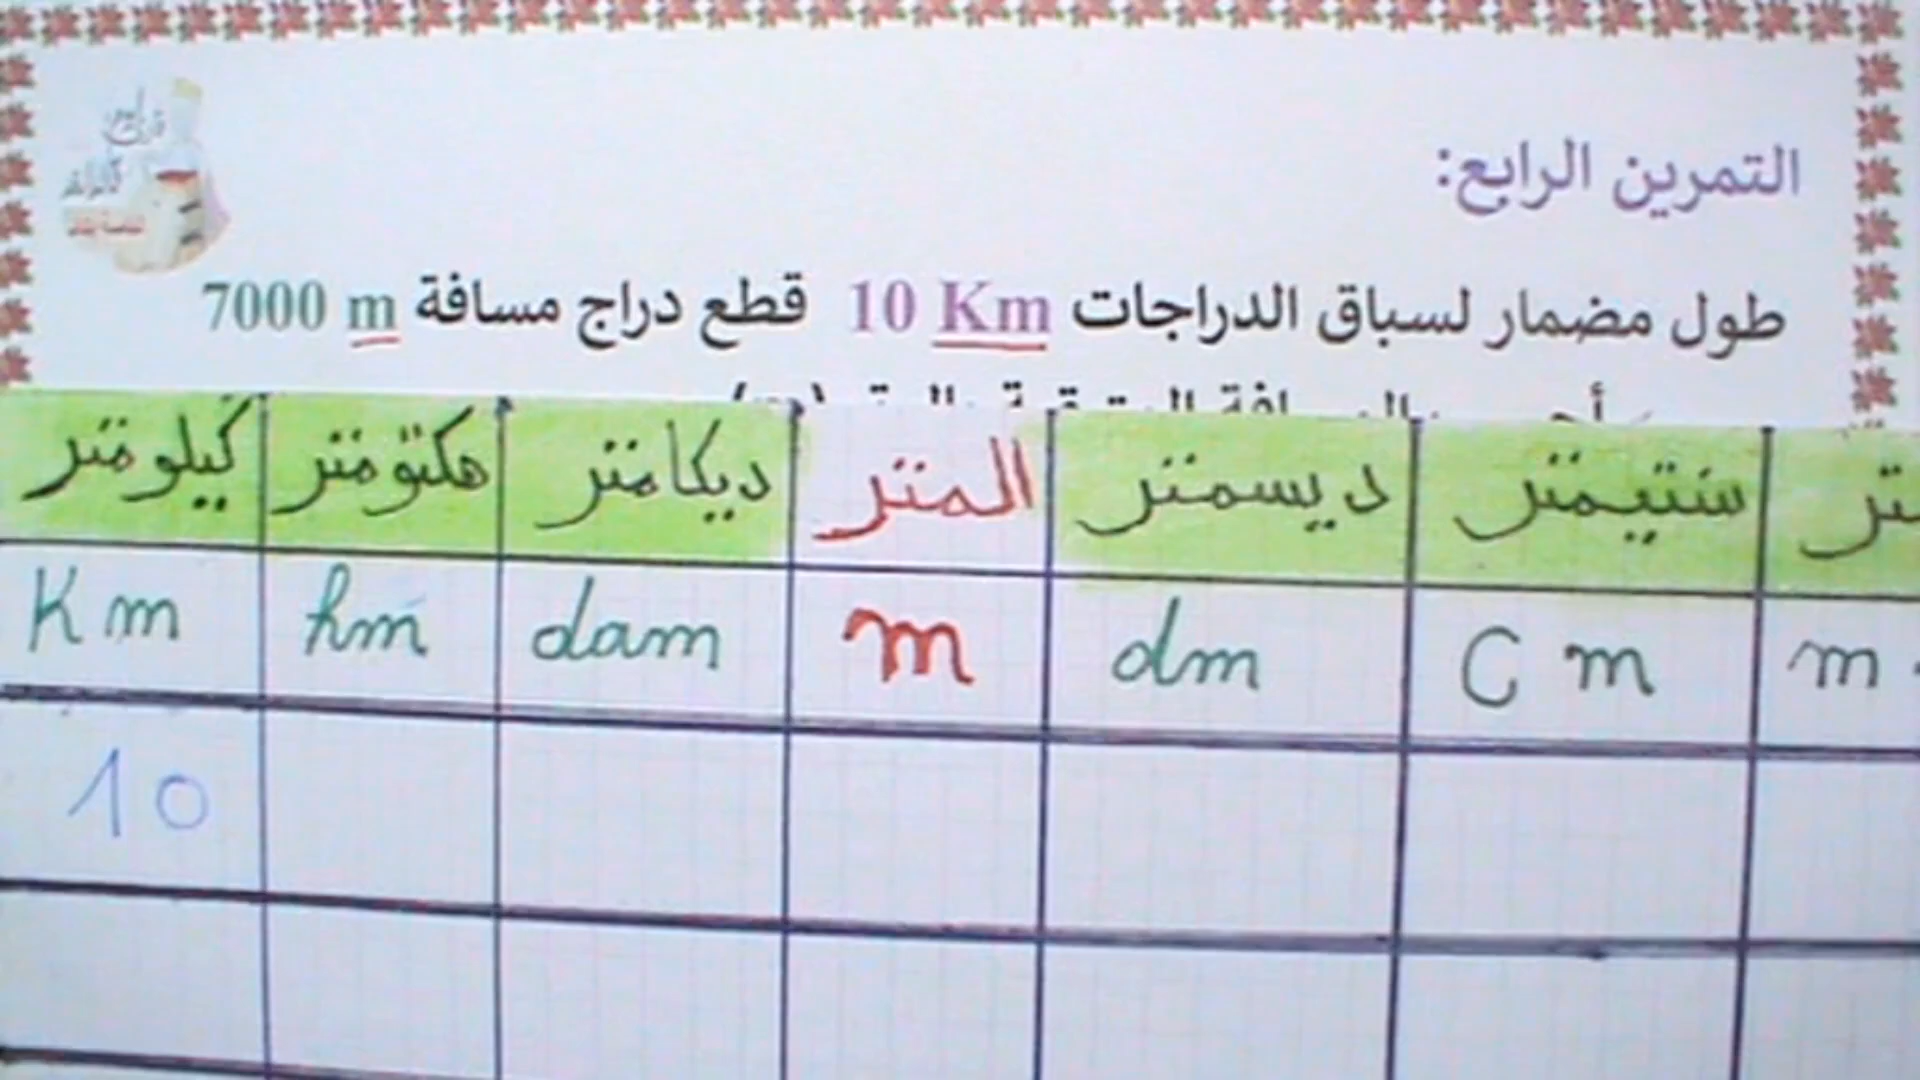 التمرين الرابع:
طول مضمار لسباق الدراجات 10 Km قطع دراج مسافة 7000 m
كيلومتر هكتومتر ديكامتر المتر ديسمتر سنتيمتر
Km hm dam m dm Cm m
10